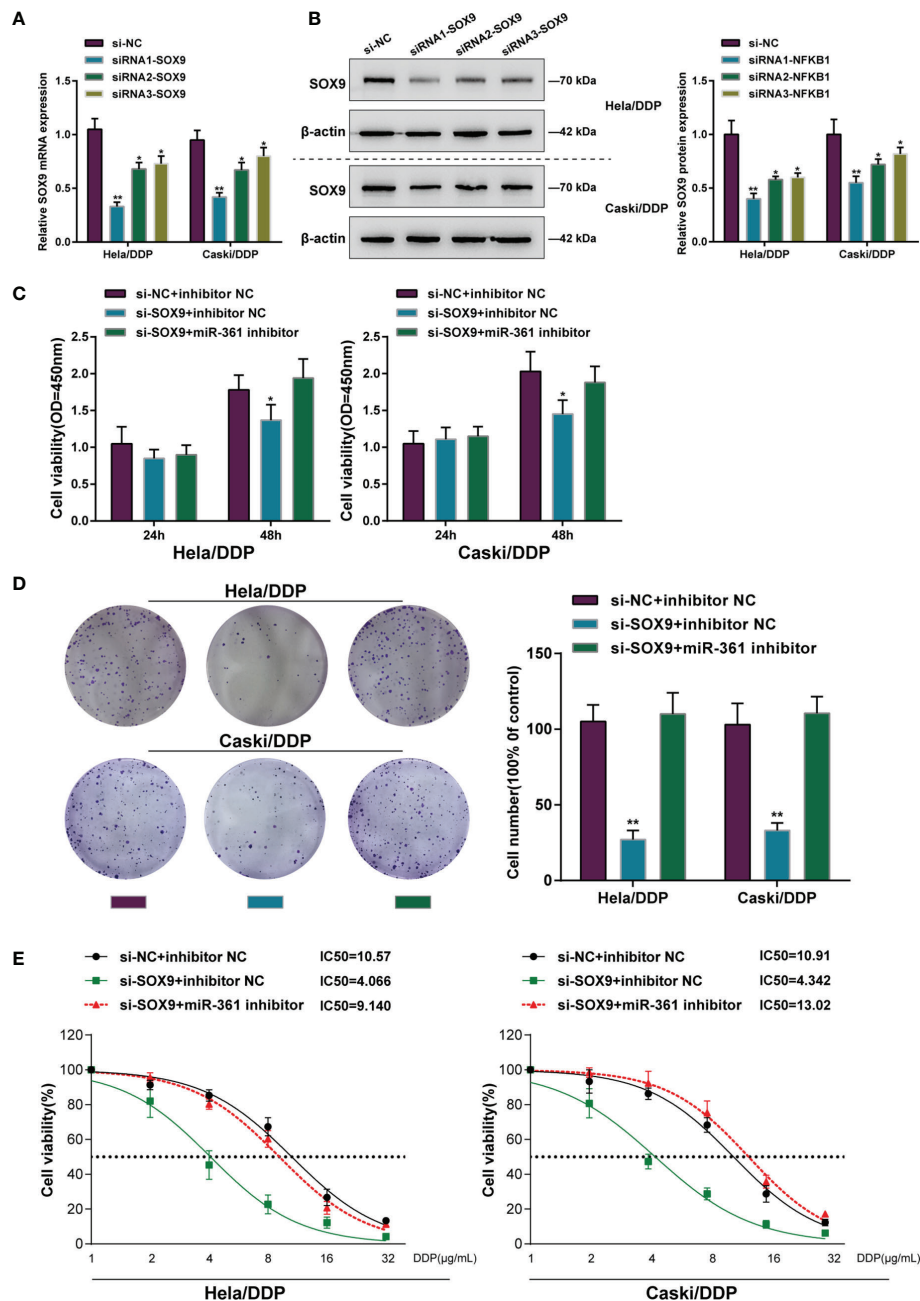 A
si-NC
siRNA1-SOX9
siRNA2-SOX9
siRNA3-SOX9
Relative SOX9 mRNA expression
1.5
1.0
0.5
0.0
** * * ** * *
Hela/DDP Caski/DDP
B
si-NC siRNA1-SOX9 siRNA2-SOX9 siRNA3-SOX9
SOX9 —70 kDa
Hela/DDP
β-actin —42 kDa
SOX9 —70 kDa
Caski/DDP
β-actin —42 kDa
si-NC
siRNA1-NFKB1
siRNA2-NFKB1
siRNA3-NFKB1
Relative SOX9 protein expression
1.5
1.0
0.5
0.0
** * * ** * *
Hela/DDP Caski/DDP
C
si-NC+inhibitor NC
si-SOX9+inhibitor NC
si-SOX9+miR-361 inhibitor
Cell viability(OD=450nm)
2.5
2.0
1.5
1.0
0.5
0.0
*
24h 48h
Hela/DDP
si-NC+inhibitor NC
si-SOX9+inhibitor NC
si-SOX9+miR-361 inhibitor
Cell viability(OD=450nm)
2.5
2.0
1.5
1.0
0.5
0.0
*
24h 48h
Caski/DDP
D
Hela/DDP
Caski/DDP
si-NC+inhibitor NC
si-SOX9+inhibitor NC
si-SOX9+miR-361 inhibitor
Cell number(100% of control)
150
100
50
0
** **
Hela/DDP Caski/DDP
E
si-NC+inhibitor NC IC50=10.57
si-SOX9+inhibitor NC IC50=4.066
si-SOX9+miR-361 inhibitor IC50=9.140
Cell viability(%)
120
100
80
60
40
20
0
1 2 4 8 16 32 DDP(μg/mL)
Hela/DDP
si-NC+inhibitor NC IC50=10.91
si-SOX9+inhibitor NC IC50=4.342
si-SOX9+miR-361 inhibitor IC50=13.02
Cell viability(%)
120
100
80
60
40
20
0
1 2 4 8 16 32 DDP(μg/mL)
Caski/DDP